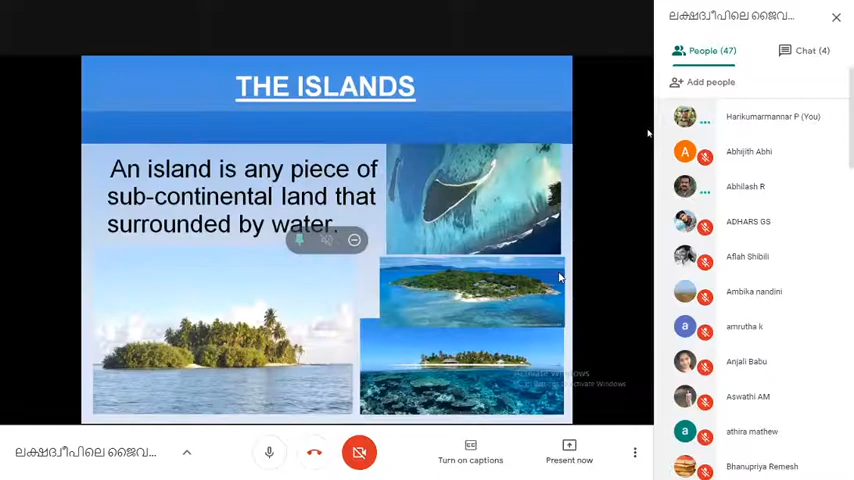 THE ISLANDS
An island is any piece of
sub-continental land that
surrounded by water.
ലക്ഷദ്വീപിലെ ജൈവ...
Turn on captions
Present now
ലക്ഷദ്വീപിലെ ജൈവ...
People (47)
Chat (4)
Add people
Harikumarmannar P (You)
A
Abhijith Abhi
Abhilash R
ADHARS GS
Aflah Shibili
Ambika nandini
a
amrutha k
Anjali Babu
Aswathi AM
a
athira mathew
Bhanupriya Remesh